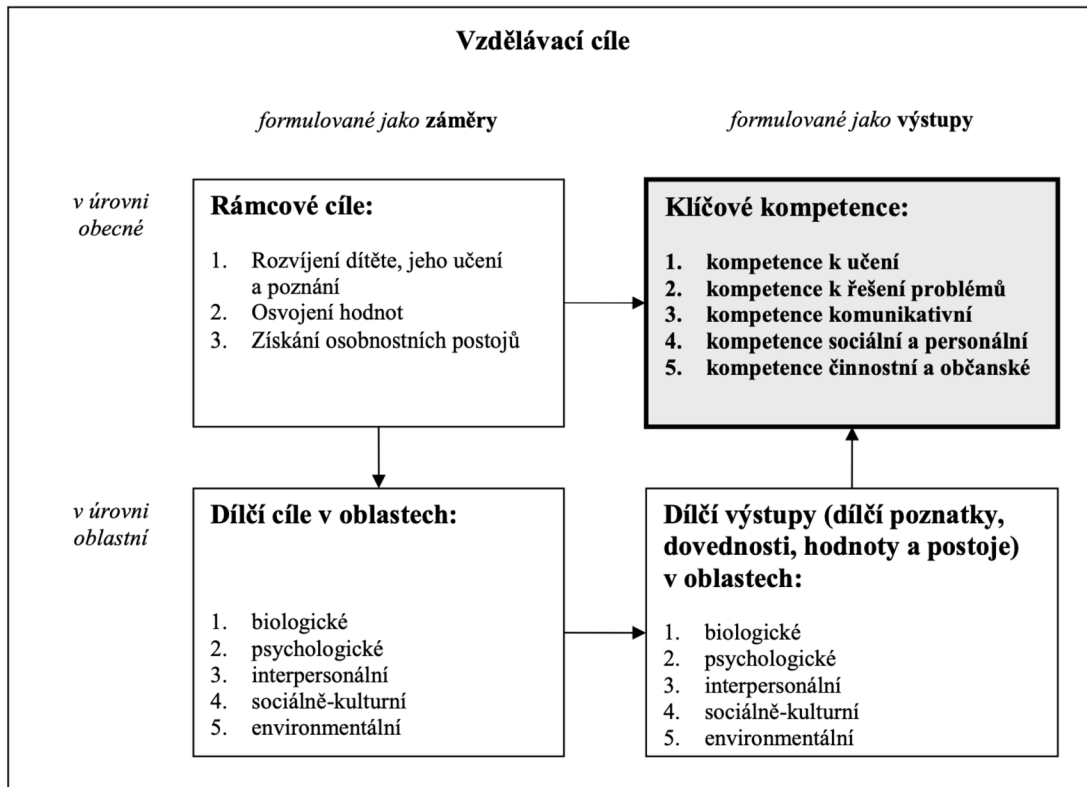 Vzdělávací cíle
formulované jako záměry
formulované jako výstupy
v úrovni
obecné
Rámcové cíle:
1. Rozvíjení dítěte, jeho učení
a poznání
2. Osvojení hodnot
3. Získání osobnostních postojů
Klíčové kompetence:
1. kompetence k učení
2. kompetence k řešení problémů
3. kompetence komunikativní
4. kompetence sociální a personální
5. kompetence činnostní a občanské
v úrovni
oblastní
Dílčí cíle v oblastech:
1. biologické
2. psychologické
3. interpersonální
4. sociálně-kulturní
5. environmentální
Dílčí výstupy (dílčí poznatky,
dovednosti, hodnoty a postoje)
v oblastech:
1. biologické
2. psychologické
3. interpersonální
4. sociálně-kulturní
5. environmentální